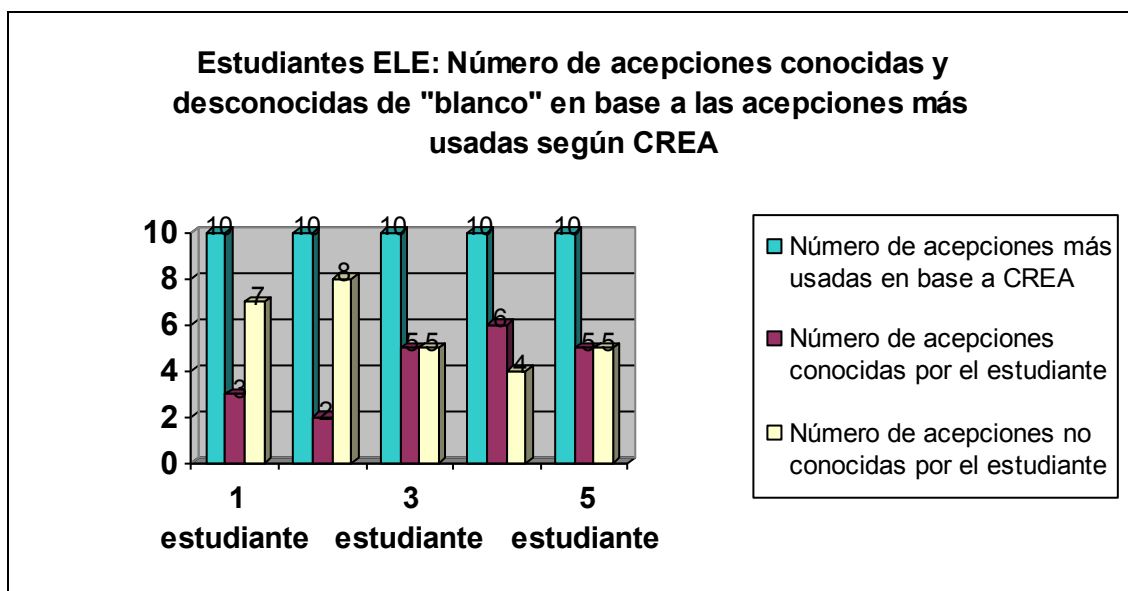 Estudiantes ELE: Número de acepciones conocidas y
desconocidas de "blanco" en base a las acepciones más
usadas según CREA
10
8
6
4
2
0
10
3
7
10
2
8
10
5
5
10
6
4
10
5
5
1
estudiante
3
estudiante
5
estudiante
Número de acepciones más
usadas en base a CREA
Número de acepciones
conocidas por el estudiante
Número de acepciones no
conocidas por el estudiante